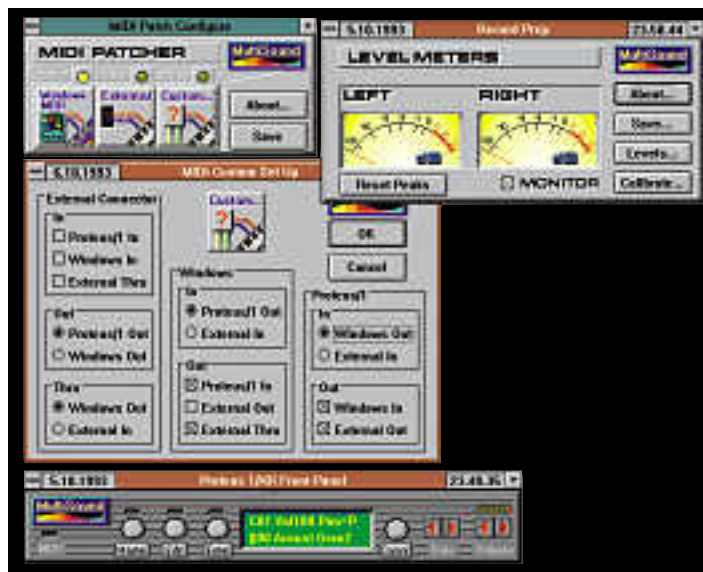 MIDI Patch Configure
MIDI PATCHER
MultiSound
Windows MIDI
External
Custom...
About...
Save
5.10.1993 Record Prep 23.50.44
LEVEL METERS
MultiSound
LEFT RIGHT
About...
Save...
Levels...
Reset Peaks
MONITOR
Calibrate...
5.10.1993 MIDI Custom Set Up
External Connector
In
Proteus/1 In
Windows In
External Thru
Out
Proteus/1 Out
Windows Out
Thru
Windows Out
External In
Custom...
Windows
In
Proteus/1 Out
External In
Out
Proteus/1 In
External Out
External Thru
OK
Cancel
Proteus/1
In
Windows Out
External In
Out
Windows In
External Out
5.10.1993 Proteus 1/XR Front Panel
MultiSound
Master Edit